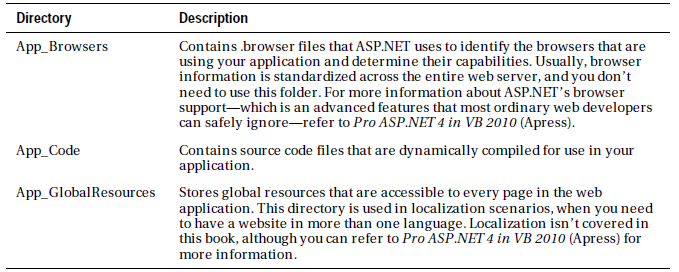 Directory Description
App_Browsers Contains .browser files that ASP.NET uses to identify the browsers that are
using your application and determine their capabilities. Usually, browser
information is standardized across the entire web server, and you don't
need to use this folder. For more information about ASP.NET's browser
support—which is an advanced features that most ordinary web developers
can safely ignore—refer to Pro ASP.NET 4 in VB 2010 (Apress).
App_Code Contains source code files that are dynamically compiled for use in your
application.
App_GlobalResources Stores global resources that are accessible to every page in the web
application. This directory is used in localization scenarios, when you need
to have a website in more than one language. Localization isn't covered in
this book, although you can refer to Pro ASP.NET 4 in VB 2010 (Apress) for
more information.